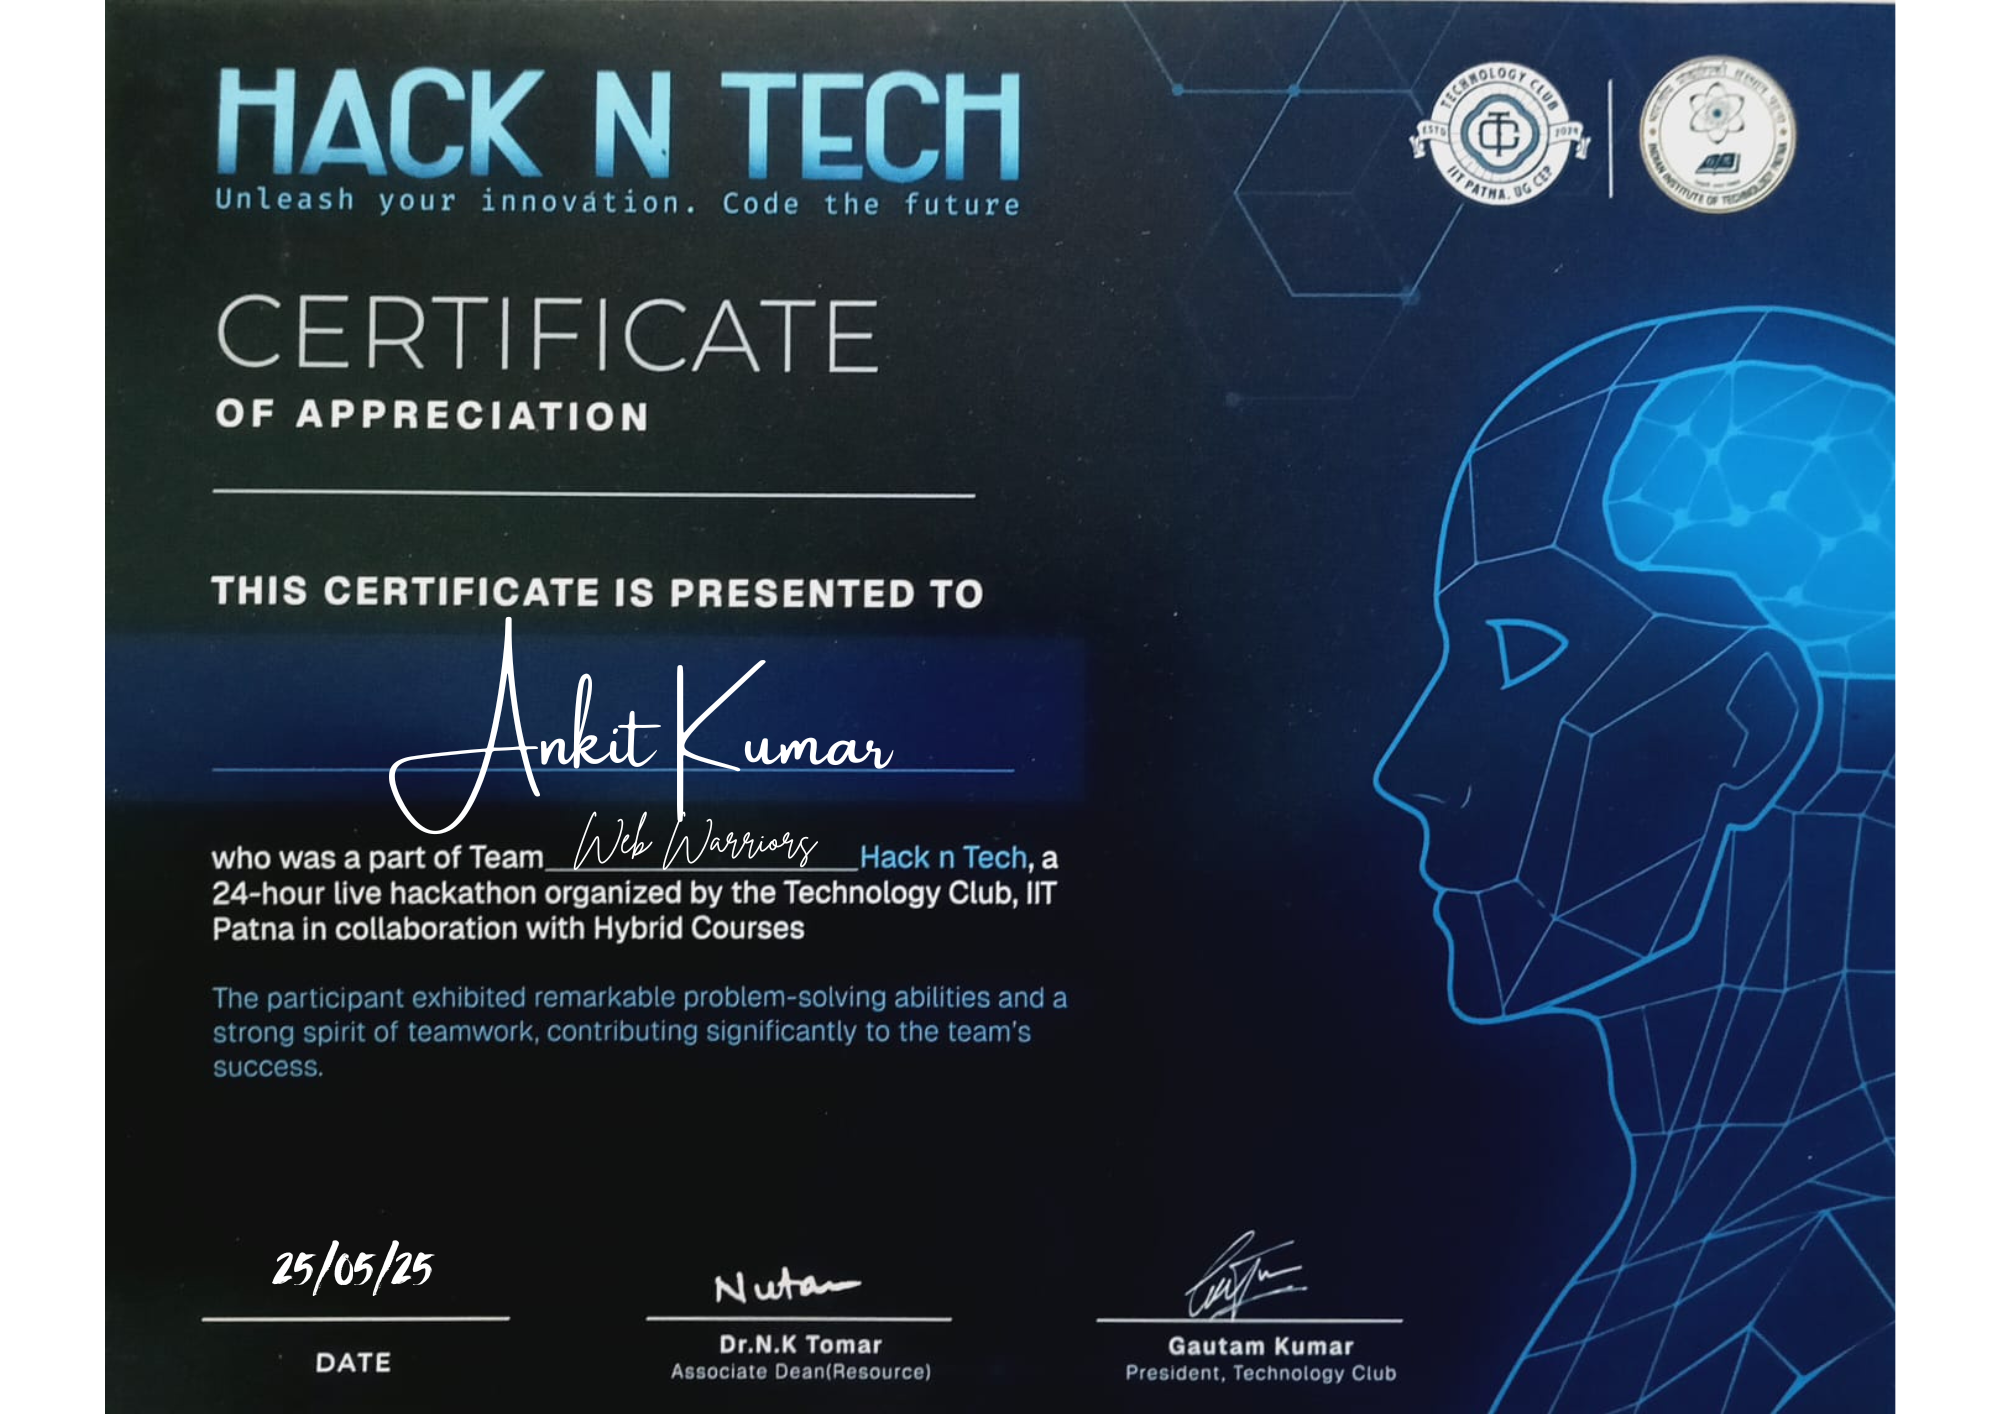 HACK N TECH
Unleash your innovation. Code the future
TECHNOLOGY CLUB
ESTD 2024
IIT PATNA, UG CEP
INDIAN INSTITUTE OF TECHNOLOGY PATNA
CERTIFICATE
OF APPRECIATION
THIS CERTIFICATE IS PRESENTED TO
Ankit Kumar
who was a part of Team Web Warriors Hack n Tech, a
24-hour live hackathon organized by the Technology Club, IIT
Patna in collaboration with Hybrid Courses
The participant exhibited remarkable problem-solving abilities and a
strong spirit of teamwork, contributing significantly to the team's
success.
25/05/25
Nutan
DATE
Dr.N.K Tomar
Associate Dean(Resource)
Gautam Kumar
President, Technology Club